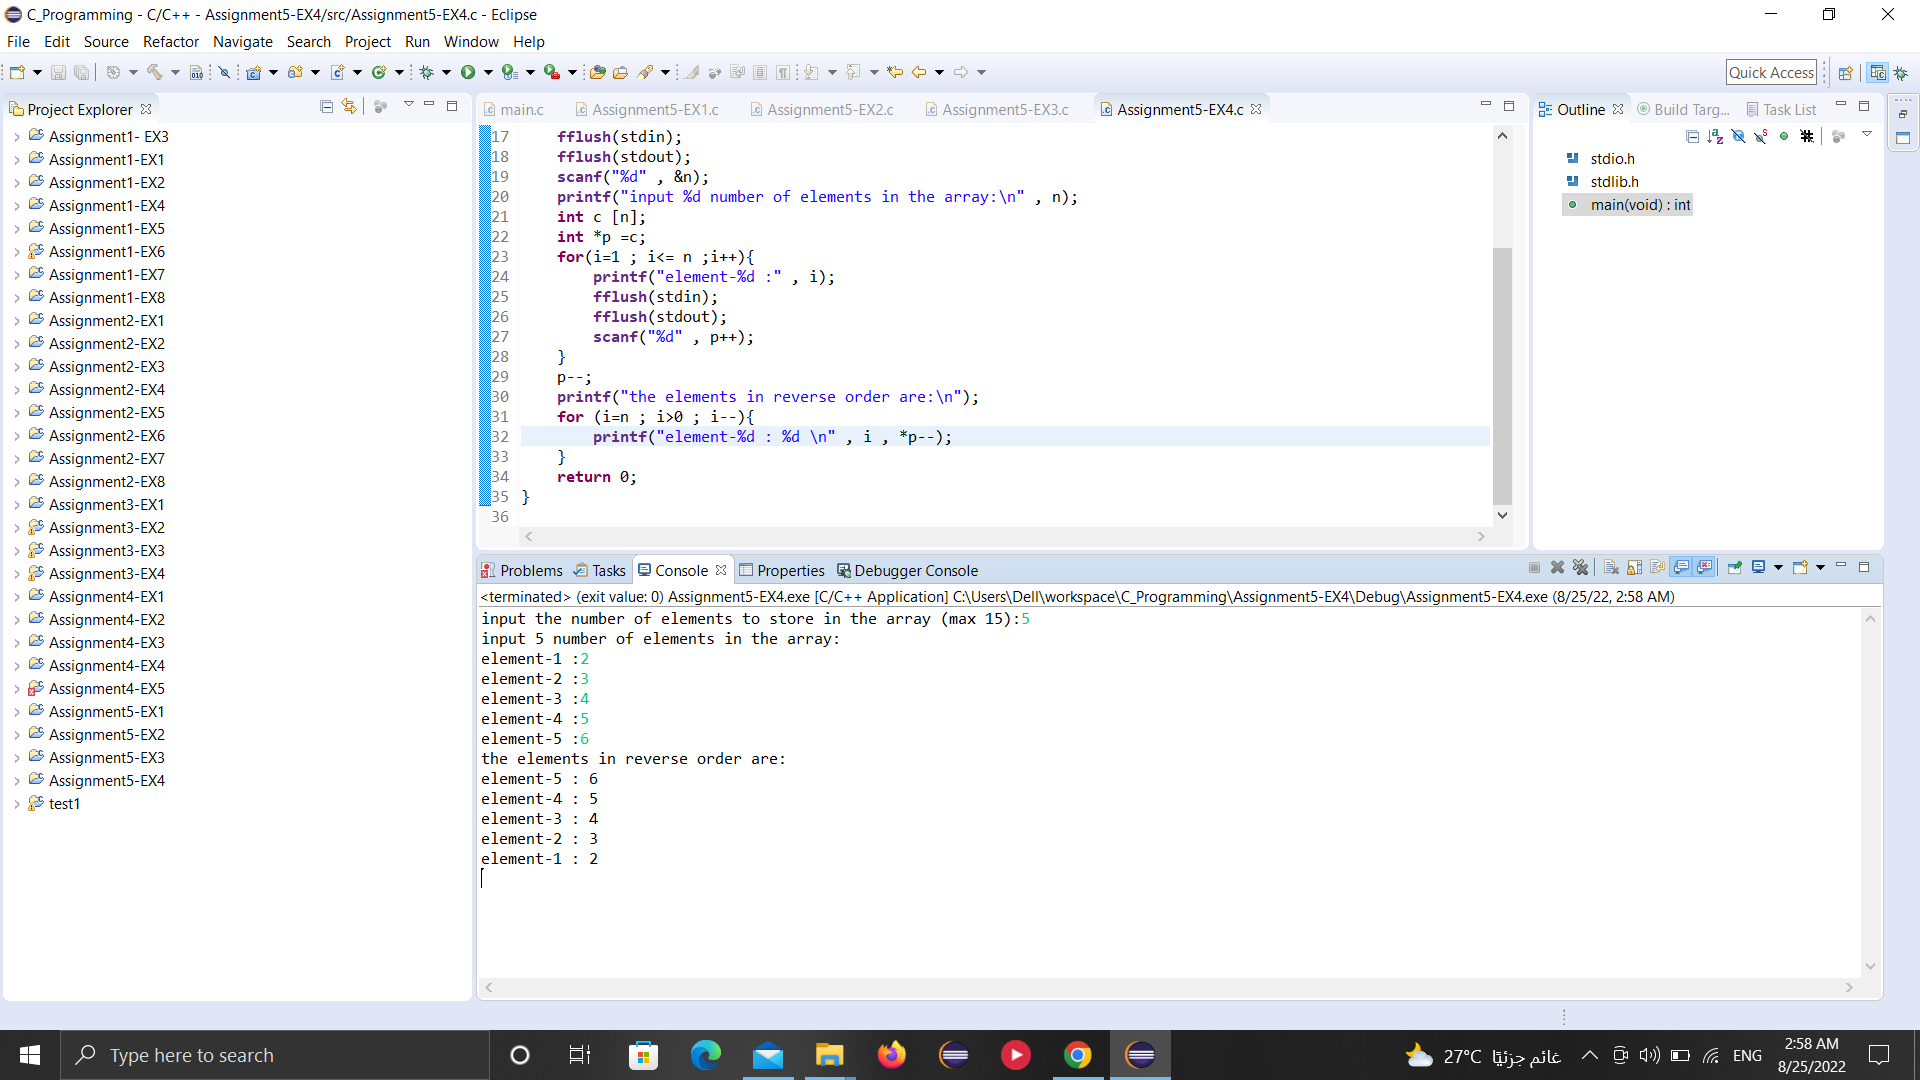 C_Programming - C/C++ - Assignment5-EX4/src/Assignment5-EX4.c - Eclipse
File Edit Source Refactor Navigate Search Project Run Window Help
Quick Access
Project Explorer
Assignment1- EX3
Assignment1-EX1
Assignment1-EX2
Assignment1-EX4
Assignment1-EX5
Assignment1-EX6
Assignment1-EX7
Assignment1-EX8
Assignment2-EX1
Assignment2-EX2
Assignment2-EX3
Assignment2-EX4
Assignment2-EX5
Assignment2-EX6
Assignment2-EX7
Assignment2-EX8
Assignment3-EX1
Assignment3-EX2
Assignment3-EX3
Assignment3-EX4
Assignment4-EX1
Assignment4-EX2
Assignment4-EX3
Assignment4-EX4
Assignment4-EX5
Assignment5-EX1
Assignment5-EX2
Assignment5-EX3
Assignment5-EX4
test1
main.c Assignment5-EX1.c Assignment5-EX2.c Assignment5-EX3.c Assignment5-EX4.c
17 fflush(stdin);
18 fflush(stdout);
19 scanf("%d" , &n);
20 printf("input %d number of elements in the array:\n" , n);
21 int c [n];
22 int *p =c;
23 for(i=1 ; i<= n ;i++){
24 printf("element-%d :" , i);
25 fflush(stdin);
26 fflush(stdout);
27 scanf("%d" , p++);
28 }
29 p--;
30 printf("the elements in reverse order are:\n");
31 for (i=n ; i>0 ; i--){
32 printf("element-%d : %d \n" , i , *p--);
33 }
34 return 0;
35 }
36
Outline Build Targ... Task List
stdio.h
stdlib.h
main(void) : int
Problems Tasks Console Properties Debugger Console
<terminated> (exit value: 0) Assignment5-EX4.exe [C/C++ Application] C:\Users\Dell\workspace\C_Programming\Assignment5-EX4\Debug\Assignment5-EX4.exe (8/25/22, 2:58 AM)
input the number of elements to store in the array (max 15):5
input 5 number of elements in the array:
element-1 :2
element-2 :3
element-3 :4
element-4 :5
element-5 :6
the elements in reverse order are:
element-5 : 6
element-4 : 5
element-3 : 4
element-2 : 3
element-1 : 2
Type here to search
27°C غائم جزئيًا
ENG
2:58 AM
8/25/2022